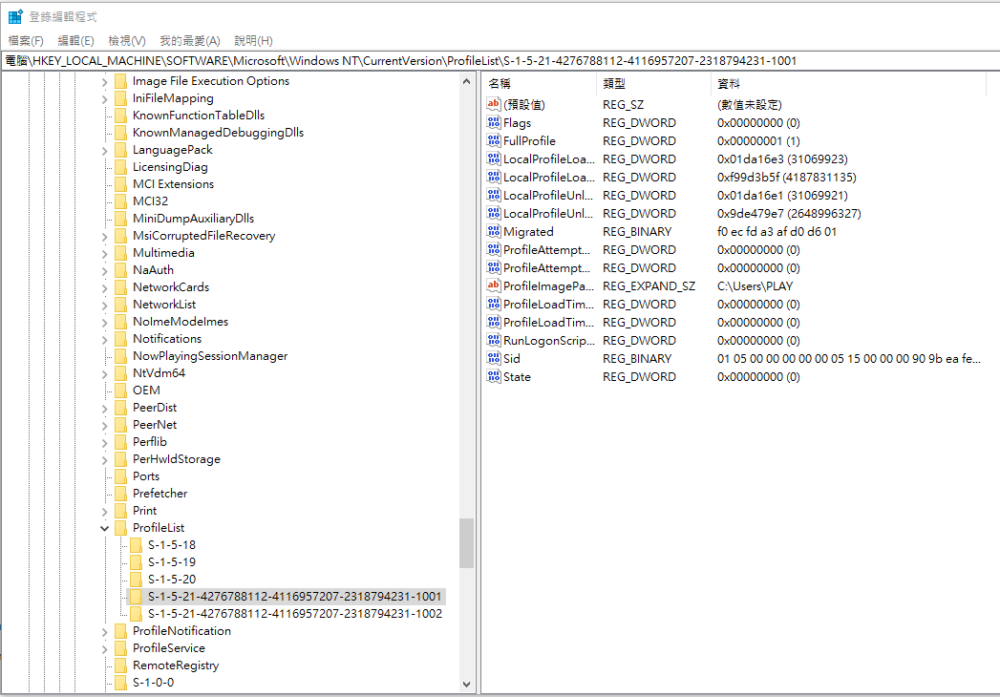 登錄編輯程式
檔案(F) 編輯(E) 檢視(V) 我的最愛(A) 說明(H)
電腦\HKEY_LOCAL_MACHINE\SOFTWARE\Microsoft\Windows NT\CurrentVersion\ProfileList\S-1-5-21-4276788112-4116957207-2318794231-1001
Image File Execution Options
IniFileMapping
KnownFunctionTableDlls
KnownManagedDebuggingDlls
LanguagePack
LicensingDiag
MCI Extensions
MCI32
MiniDumpAuxiliaryDlls
MsiCorruptedFileRecovery
Multimedia
NaAuth
NetworkCards
NetworkList
NoImeModeImes
Notifications
NowPlayingSessionManager
NtVdm64
OEM
PeerDist
PeerNet
Perflib
PerHwIdStorage
Ports
Prefetcher
Print
ProfileList
S-1-5-18
S-1-5-19
S-1-5-20
S-1-5-21-4276788112-4116957207-2318794231-1001
S-1-5-21-4276788112-4116957207-2318794231-1002
ProfileNotification
ProfileService
RemoteRegistry
S-1-0-0
名稱 類型 資料
(預設值) REG_SZ (數值未設定)
Flags REG_DWORD 0x00000000 (0)
FullProfile REG_DWORD 0x00000001 (1)
LocalProfileLoa... REG_DWORD 0x01da16e3 (31069923)
LocalProfileLoa... REG_DWORD 0xf99d3b5f (4187831135)
LocalProfileUnl... REG_DWORD 0x01da16e1 (31069921)
LocalProfileUnl... REG_DWORD 0x9de479e7 (2648996327)
Migrated REG_BINARY f0 ec fd a3 af d0 d6 01
ProfileAttempt... REG_DWORD 0x00000000 (0)
ProfileAttempt... REG_DWORD 0x00000000 (0)
ProfileImagePa... REG_EXPAND_SZ C:\Users\PLAY
ProfileLoadTim... REG_DWORD 0x00000000 (0)
ProfileLoadTim... REG_DWORD 0x00000000 (0)
RunLogonScrip... REG_DWORD 0x00000000 (0)
Sid REG_BINARY 01 05 00 00 00 00 00 05 15 00 00 00 90 9b ea fe...
State REG_DWORD 0x00000000 (0)